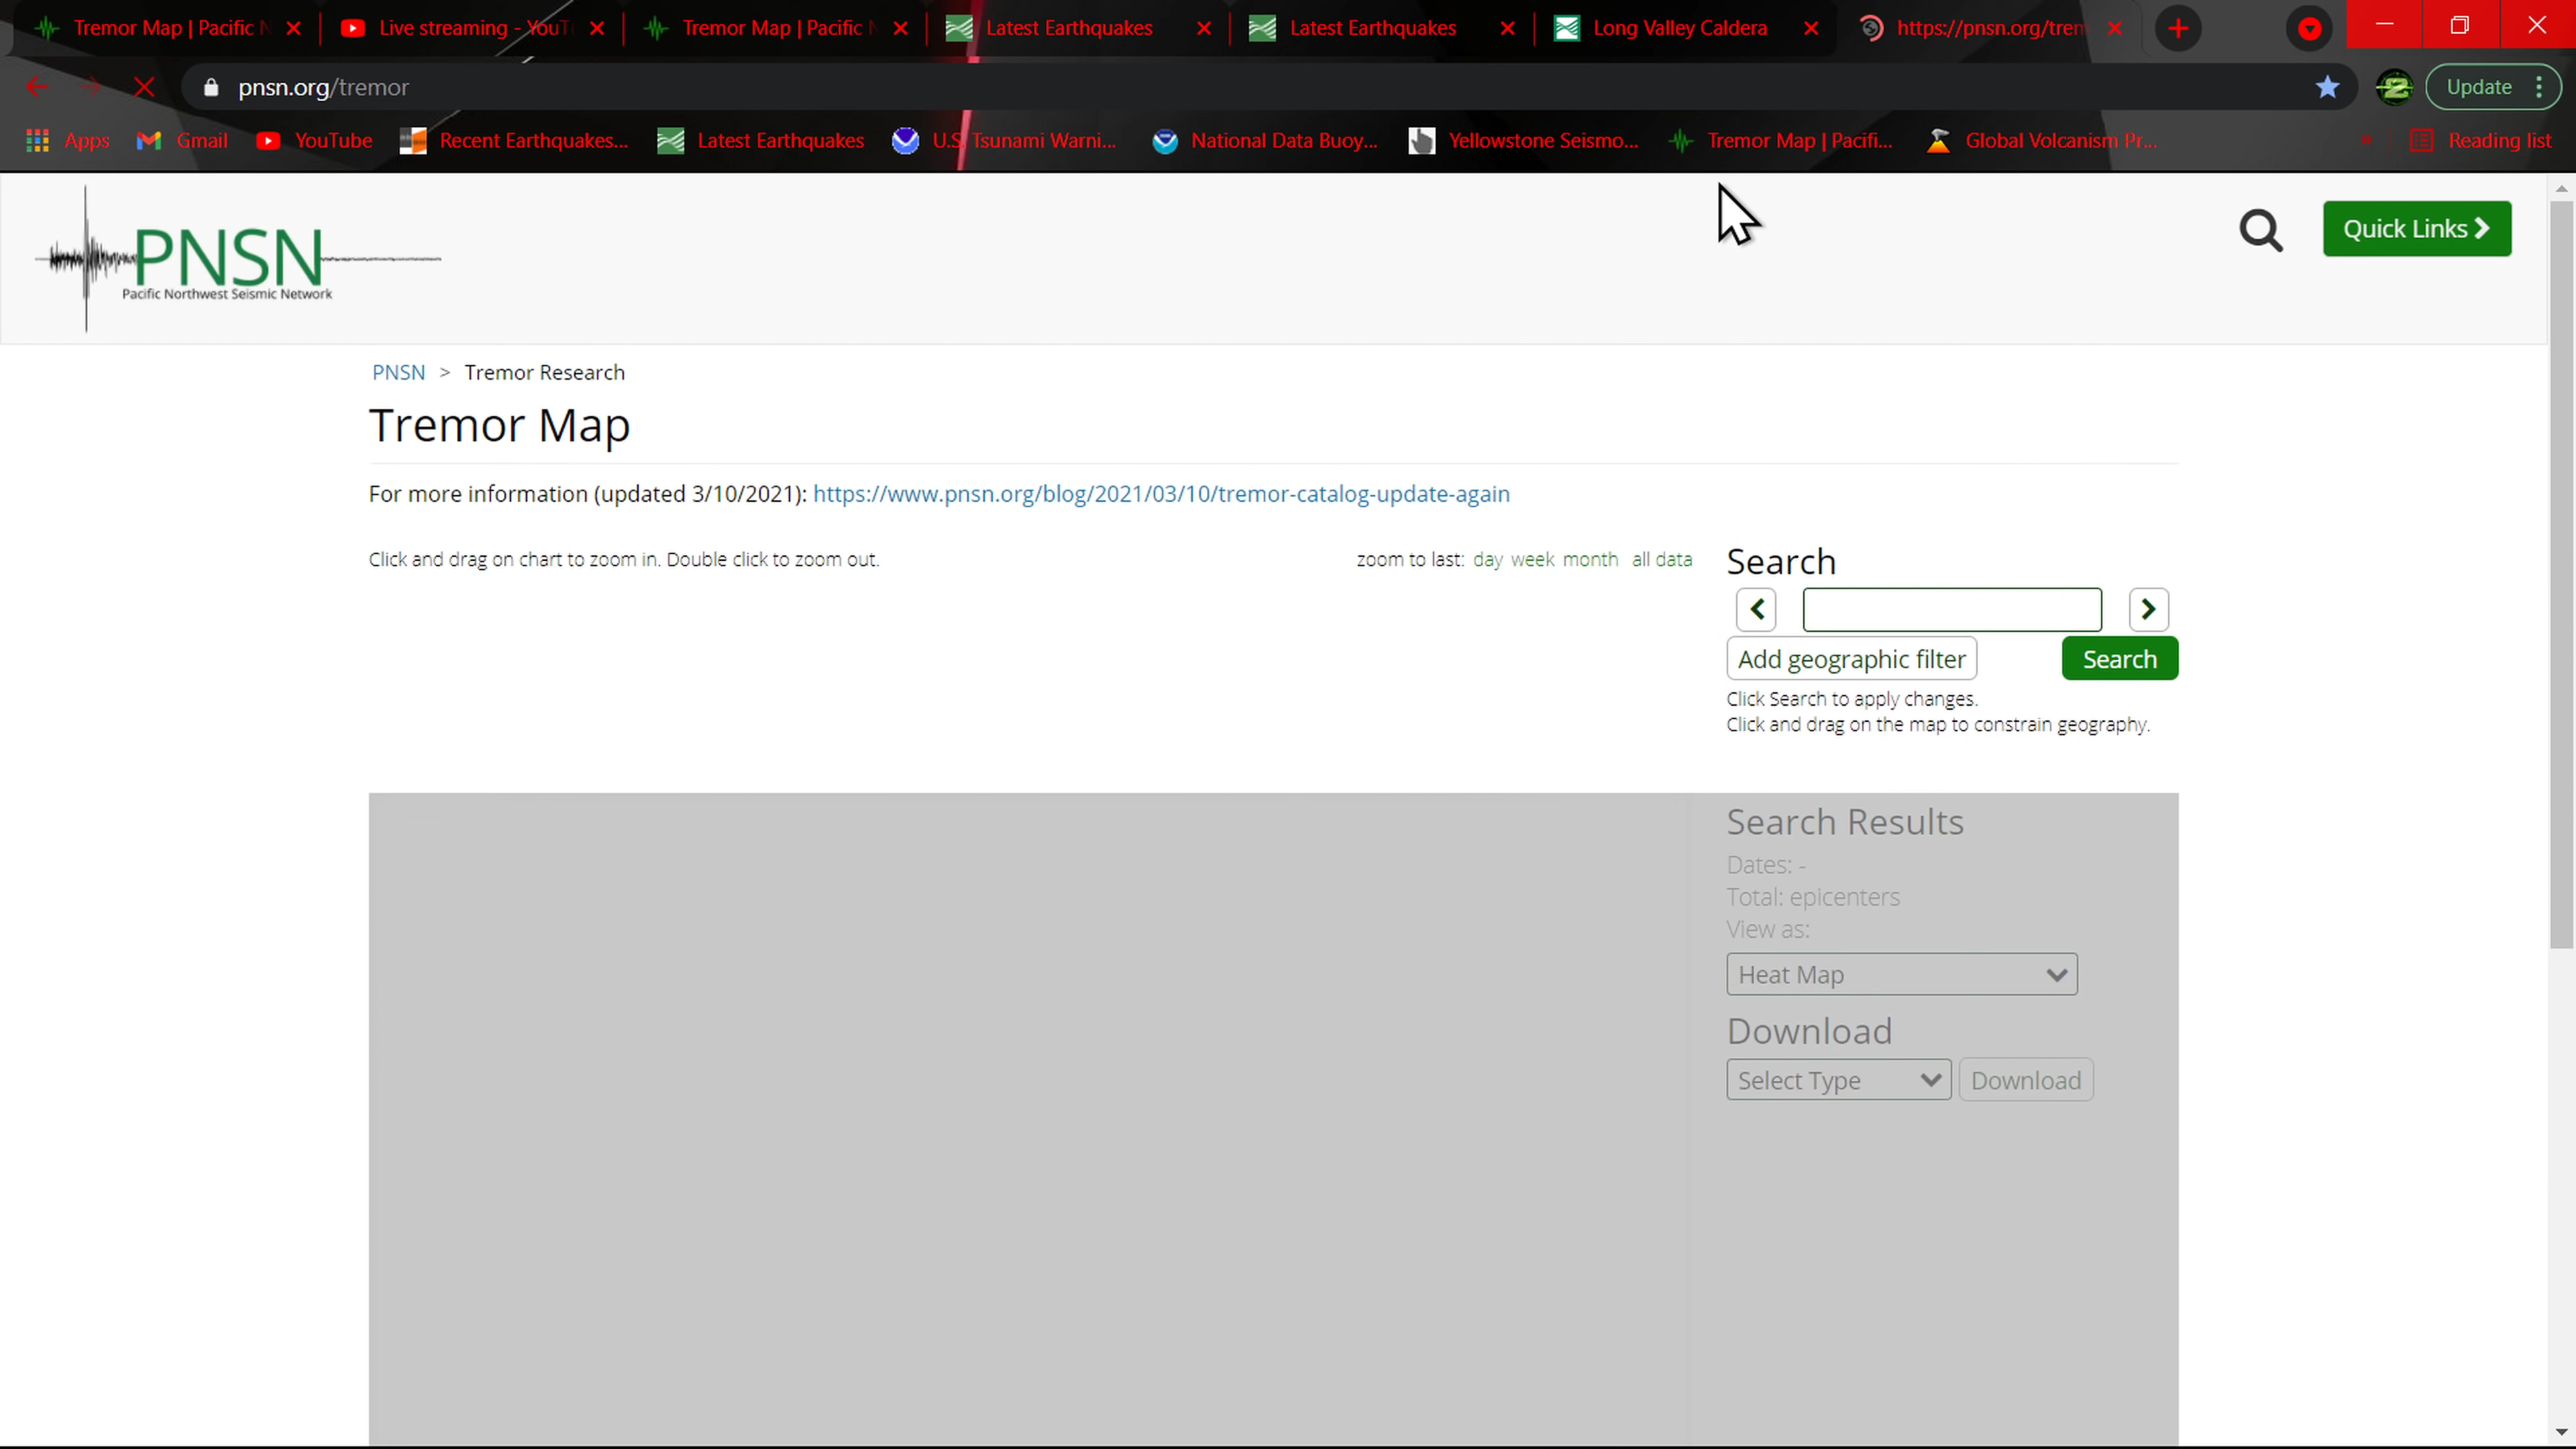 Tremor Map | Pacific N
Live streaming - YouTu
Tremor Map | Pacific N
Latest Earthquakes
Latest Earthquakes
Long Valley Caldera
https://pnsn.org/trem
pnsn.org/tremor
Update
Apps
Gmail
YouTube
Recent Earthquakes...
Latest Earthquakes
U.S. Tsunami Warni...
National Data Buoy...
Yellowstone Seismo...
Tremor Map | Pacifi...
Global Volcanism Pr...
Reading list
PNSN
Pacific Northwest Seismic Network
Quick Links
PNSN > Tremor Research
Tremor Map
For more information (updated 3/10/2021): https://www.pnsn.org/blog/2021/03/10/tremor-catalog-update-again
Click and drag on chart to zoom in. Double click to zoom out.
zoom to last: day week month all data
Search
Add geographic filter
Search
Click Search to apply changes.
Click and drag on the map to constrain geography.
Search Results
Dates: -
Total: epicenters
View as:
Heat Map
Download
Select Type
Download